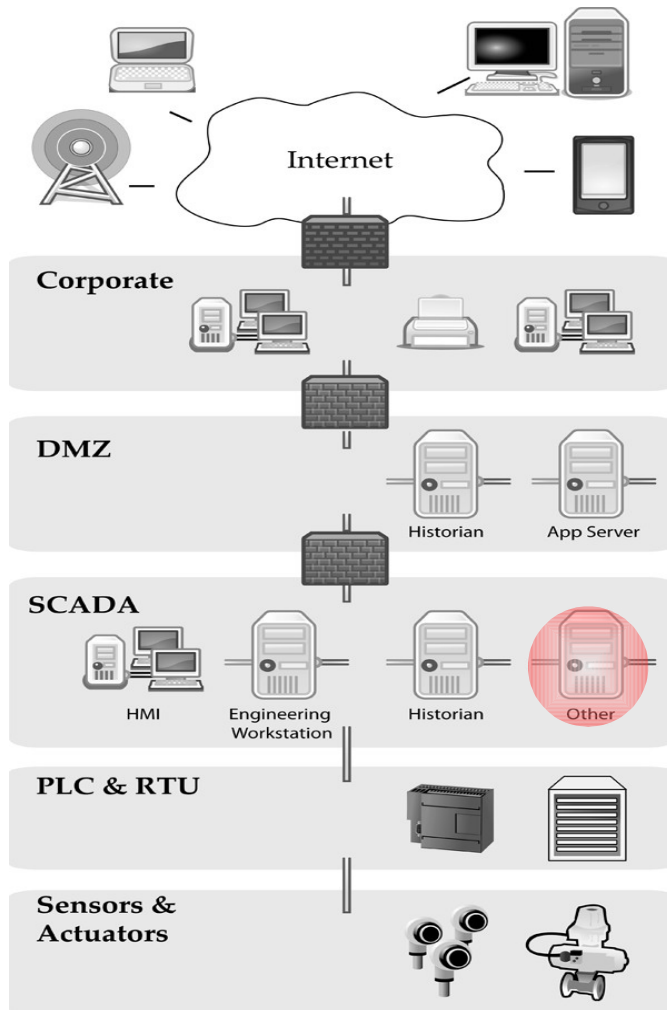 Internet
Corporate
DMZ
Historian
App Server
SCADA
HMI
Engineering
Workstation
Historian
Other
PLC & RTU
Sensors &
Actuators